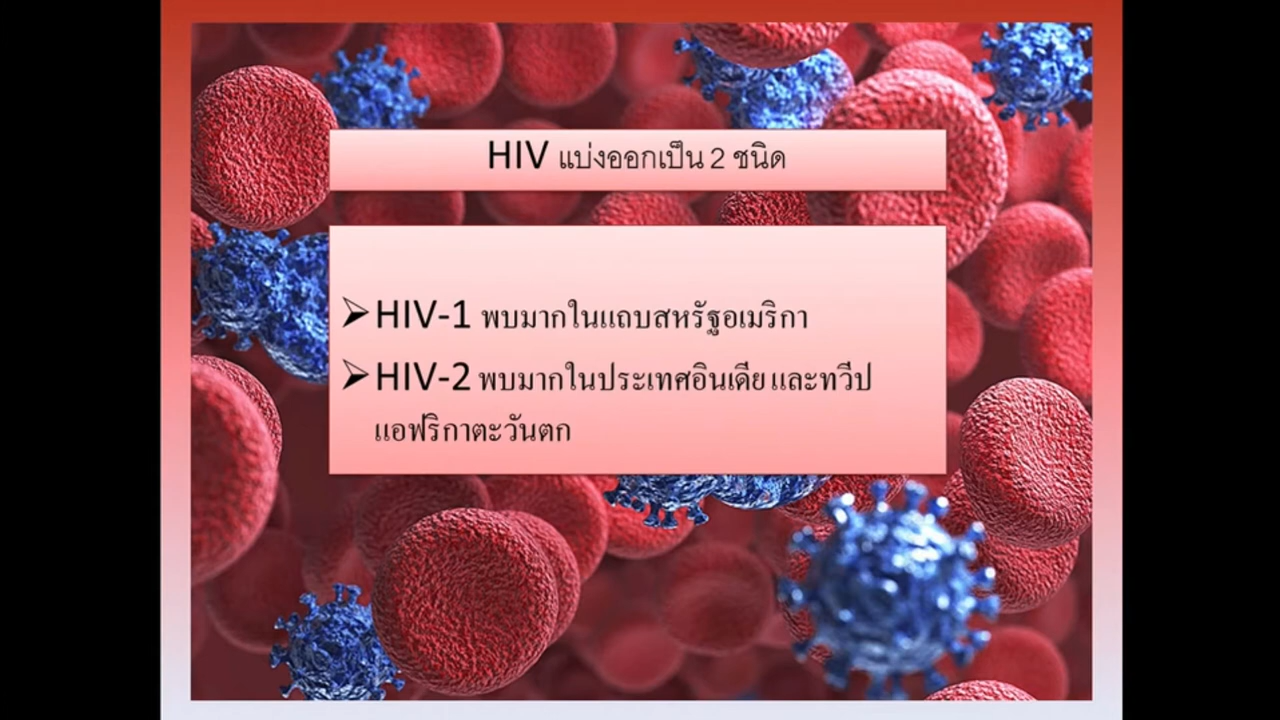 HIV แบ่งออกเป็น 2 ชนิด
➢HIV-1 พบมากในแถบสหรัฐอเมริกา
➢HIV-2 พบมากในประเทศอินเดีย และทวีป
แอฟริกาตะวันตก